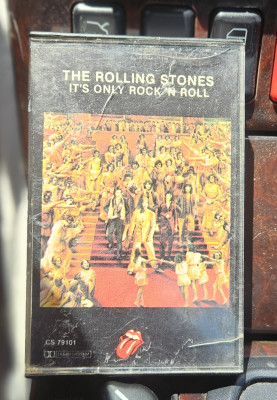 THE ROLLING STONES
IT'S ONLY ROCK 'N ROLL
CS 79101